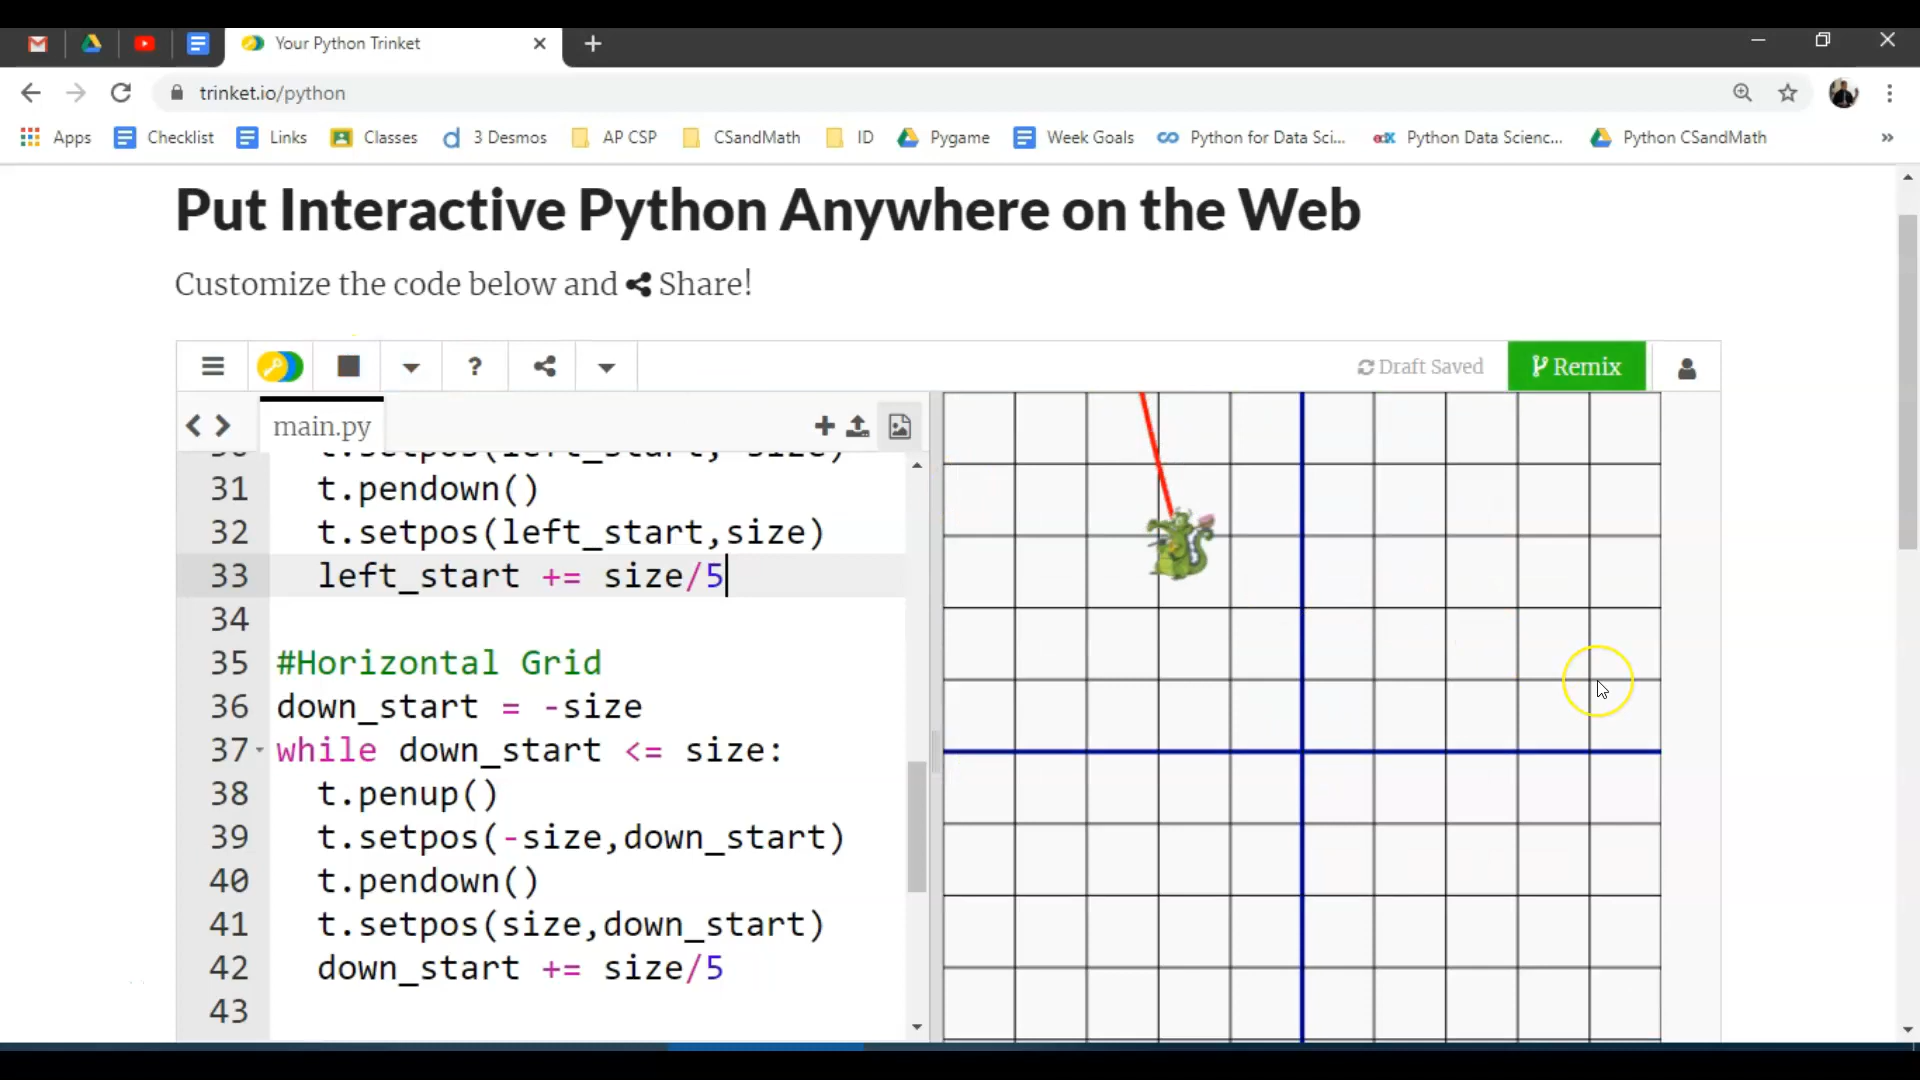 Your Python Trinket
trinket.io/python
Apps Checklist Links Classes 3 Desmos AP CSP CSandMath ID Pygame Week Goals Python for Data Sci... edX Python Data Scienc... Python CSandMath »
Put Interactive Python Anywhere on the Web
Customize the code below and Share!
? Draft Saved Remix
main.py
t.setpos(left_start, -size)
31 t.pendown()
32 t.setpos(left_start,size)
33 left_start += size/5
34
35 #Horizontal Grid
36 down_start = -size
37 while down_start <= size:
38 t.penup()
39 t.setpos(-size,down_start)
40 t.pendown()
41 t.setpos(size,down_start)
42 down_start += size/5
43